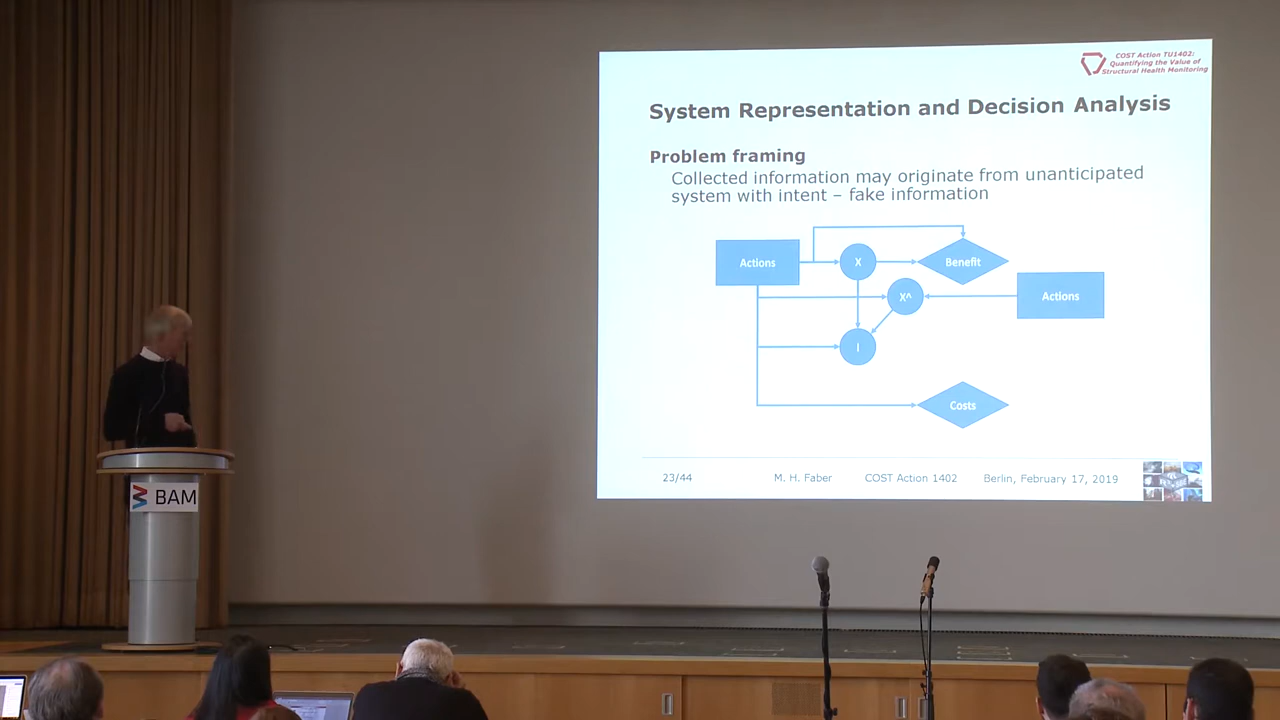 COST Action TU1402:
Quantifying the Value of
Structural Health Monitoring
System Representation and Decision Analysis
Problem framing
Collected information may originate from unanticipated
system with intent – fake information
Actions
X
Benefit
X^
Actions
I
Costs
23/44 M. H. Faber COST Action 1402 Berlin, February 17, 2019
BAM